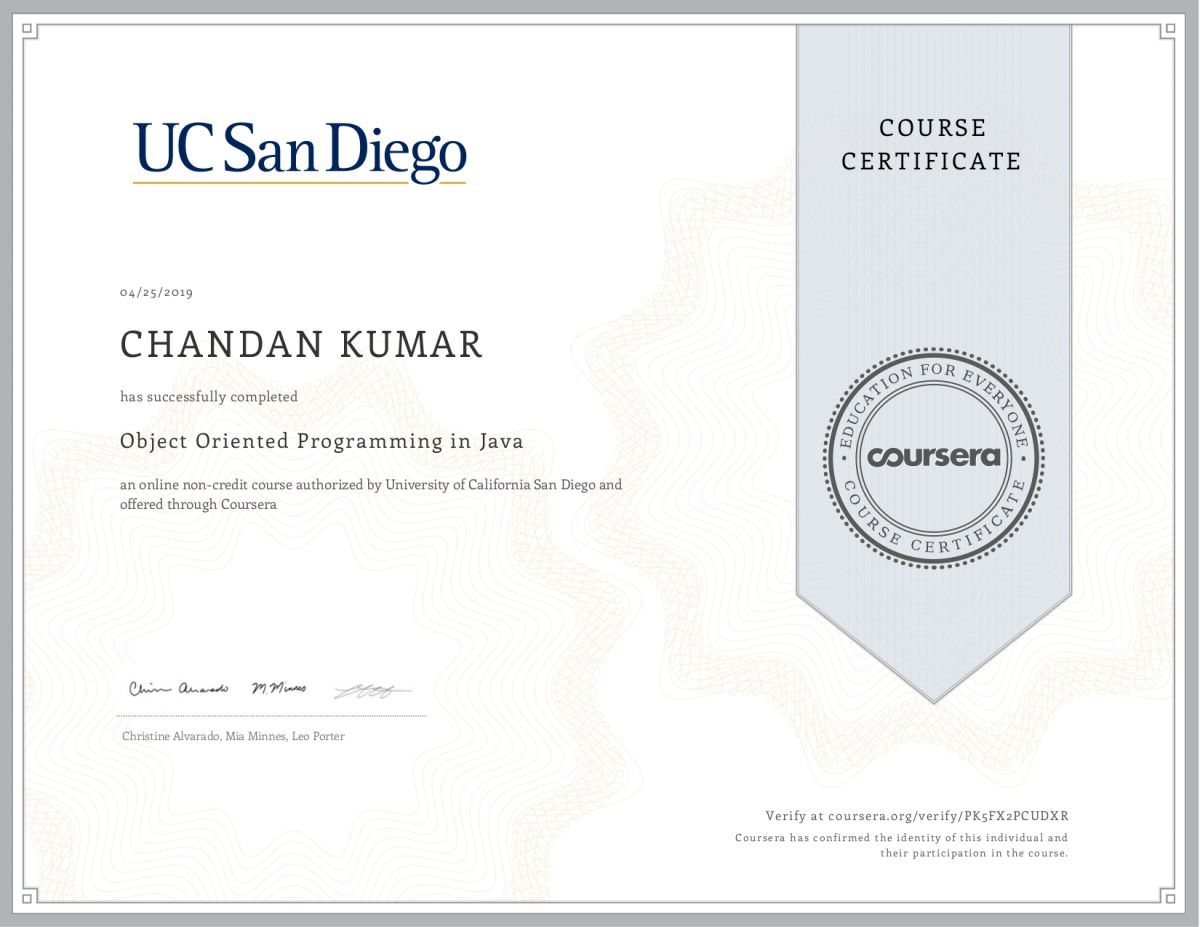 UC San Diego
COURSE
CERTIFICATE
04/25/2019
CHANDAN KUMAR
has successfully completed
Object Oriented Programming in Java
an online non-credit course authorized by University of California San Diego and
offered through Coursera
EDUCATION FOR EVERYONE
coursera
COURSE CERTIFICATE
M. Minnes
Christine Alvarado, Mia Minnes, Leo Porter
Verify at coursera.org/verify/PK5FX2PCUDXR
Coursera has confirmed the identity of this individual and
their participation in the course.